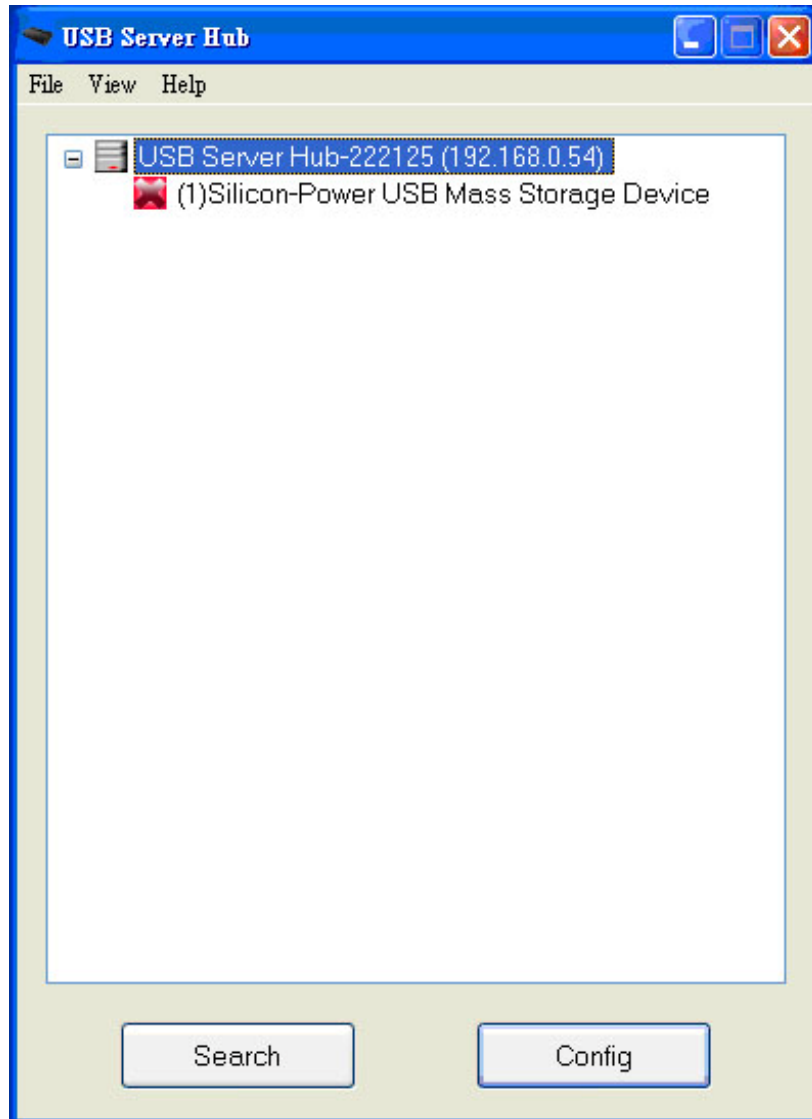 USB Server Hub
File View Help
USB Server Hub-222125 (192.168.0.54)
(1)Silicon-Power USB Mass Storage Device
Search Config